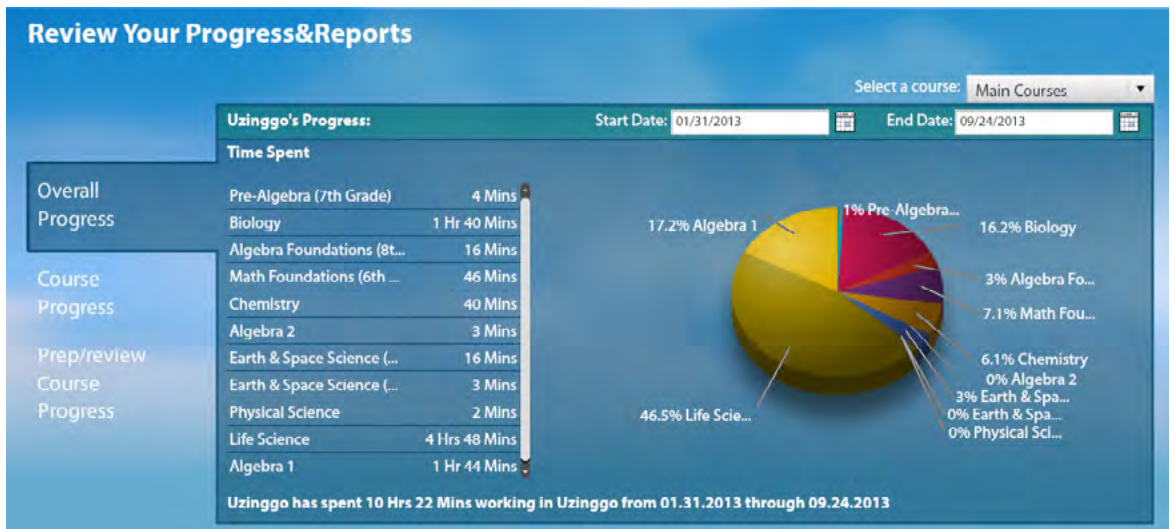 Review Your Progress&Reports
Select a course: Main Courses
Uzinggo's Progress: Start Date: 01/31/2013 End Date: 09/24/2013
Time Spent
Overall
Progress
Course
Progress
Prep/review
Course
Progress
Pre-Algebra (7th Grade) 4 Mins
Biology 1 Hr 40 Mins
Algebra Foundations (8t... 16 Mins
Math Foundations (6th ... 46 Mins
Chemistry 40 Mins
Algebra 2 3 Mins
Earth & Space Science (... 16 Mins
Earth & Space Science (... 3 Mins
Physical Science 2 Mins
Life Science 4 Hrs 48 Mins
Algebra 1 1 Hr 44 Mins
17.2% Algebra 1
1% Pre-Algebra...
16.2% Biology
3% Algebra Fo...
7.1% Math Fou...
6.1% Chemistry
0% Algebra 2
3% Earth & Spa...
0% Earth & Spa...
0% Physical Sci...
46.5% Life Scie...
Uzinggo has spent 10 Hrs 22 Mins working in Uzinggo from 01.31.2013 through 09.24.2013